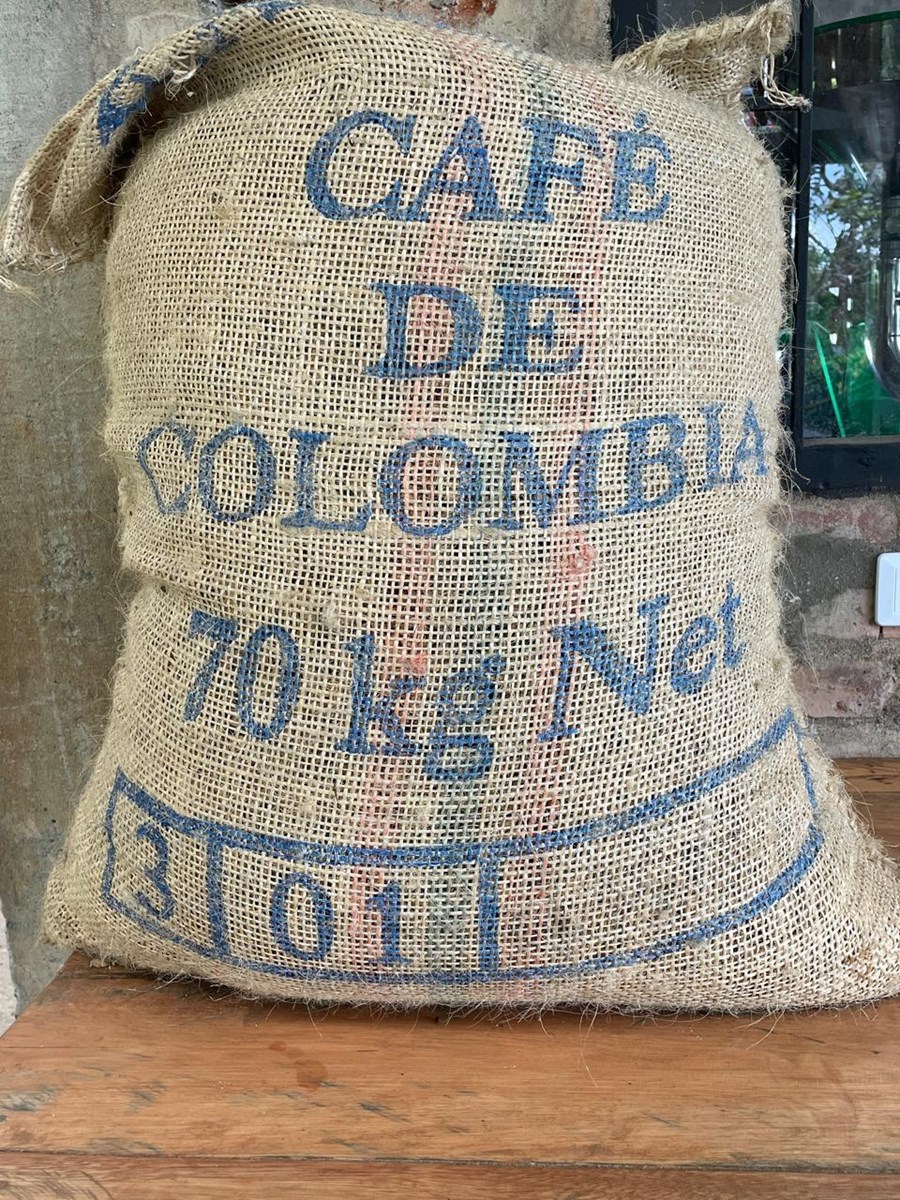 CAFÉ
DE
COLOMBIA
70 kg Net
3 01